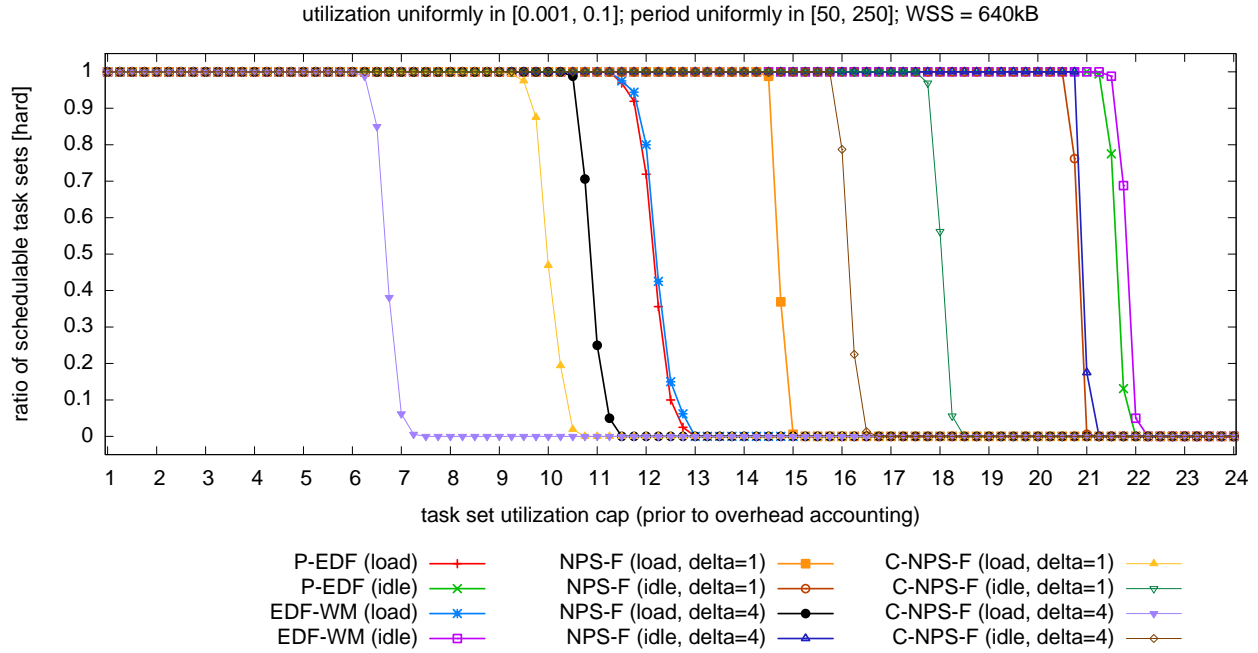 utilization uniformly in [0.001, 0.1]; period uniformly in [50, 250]; WSS = 640kB
ratio of schedulable task sets [hard]
1
0.9
0.8
0.7
0.6
0.5
0.4
0.3
0.2
0.1
0
1 2 3 4 5 6 7 8 9 10 11 12 13 14 15 16 17 18 19 20 21 22 23 24
task set utilization cap (prior to overhead accounting)
P-EDF (load) NPS-F (load, delta=1) C-NPS-F (load, delta=1)
P-EDF (idle) NPS-F (idle, delta=1) C-NPS-F (idle, delta=1)
EDF-WM (load) NPS-F (load, delta=4) C-NPS-F (load, delta=4)
EDF-WM (idle) NPS-F (idle, delta=4) C-NPS-F (idle, delta=4)